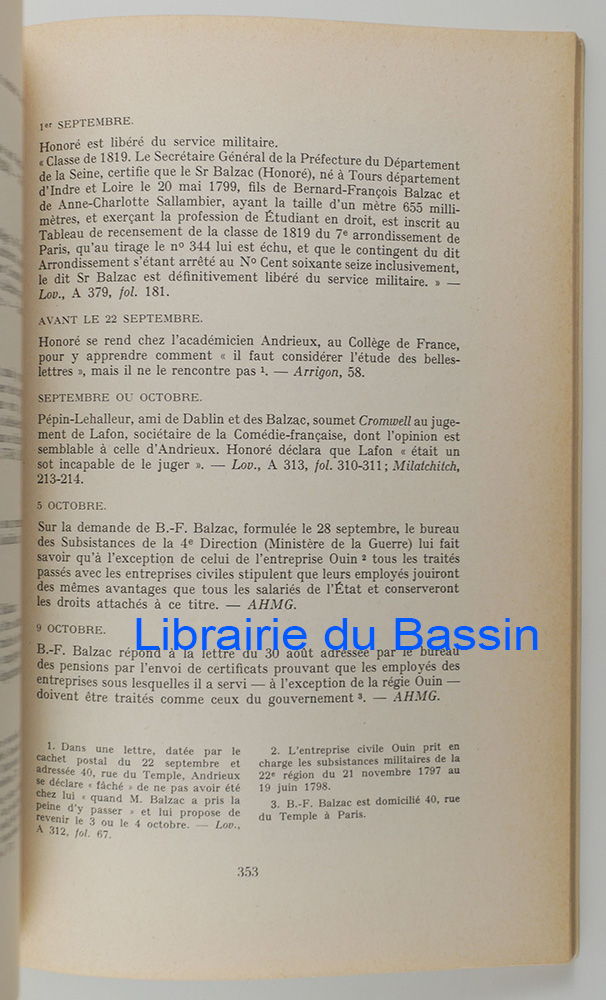 1er SEPTEMBRE.
Honoré est libéré du service militaire.
« Classe de 1819. Le Secrétaire Général de la Préfecture du Département
de la Seine, certifie que le Sr Balzac (Honoré), né à Tours département
d'Indre et Loire le 20 mai 1799, fils de Bernard-François Balzac et
de Anne-Charlotte Sallambier, ayant la taille d'un mètre 655 milli-
mètres, et exerçant la profession de Étudiant en droit, est inscrit au
Tableau de recensement de la classe de 1819 du 7e arrondissement de
Paris, qu'au tirage le no 344 lui est échu, et que le contingent du dit
Arrondissement s'étant arrêté au No Cent soixante seize inclusivement,
le dit Sr Balzac est définitivement libéré du service militaire. » —
Lov., A 379, fol. 181.
AVANT LE 22 SEPTEMBRE.
Honoré se rend chez l'académicien Andrieux, au Collège de France,
pour y apprendre comment « il faut considérer l'étude des belles-
lettres », mais il ne le rencontre pas 1. — Arrigon, 58.
SEPTEMBRE OU OCTOBRE.
Pépin-Lehalleur, ami de Dablin et des Balzac, soumet Cromwell au juge-
ment de Lafon, sociétaire de la Comédie-française, dont l'opinion est
semblable à celle d'Andrieux. Honoré déclara que Lafon « était un
sot incapable de le juger ». — Lov., A 313, fol. 310-311; Milatchitch,
213-214.
5 OCTOBRE.
Sur la demande de B.-F. Balzac, formulée le 28 septembre, le bureau
des Subsistances de la 4e Direction (Ministère de la Guerre) lui fait
savoir qu'à l'exception de celui de l'entreprise Ouin 2 tous les traités
passés avec les entreprises civiles stipulent que leurs employés jouiront
des mêmes avantages que tous les salariés de l'État et conserveront
les droits attachés à ce titre. — AHMG.
9 OCTOBRE.
Librairie du Bassin
B.-F. Balzac répond à la lettre du 30 août adressée par le bureau
des pensions par l'envoi de certificats prouvant que les employés des
entreprises sous lesquelles il a servi — à l'exception de la régie Ouin —
doivent être traités comme ceux du gouvernement 3. — AHMG.
1. Dans une lettre, datée par le
cachet postal du 22 septembre et
adressée 40, rue du Temple, Andrieux
se déclare « fâché » de ne pas avoir été
chez lui « quand M. Balzac a pris la
peine d'y passer » et lui propose de
revenir le 3 ou le 4 octobre. — Lov.,
A 312, fol. 67.
2. L'entreprise civile Ouin prit en
charge les subsistances militaires de la
22e région du 21 novembre 1797 au
19 juin 1798.
3. B.-F. Balzac est domicilié 40, rue
du Temple à Paris.
353